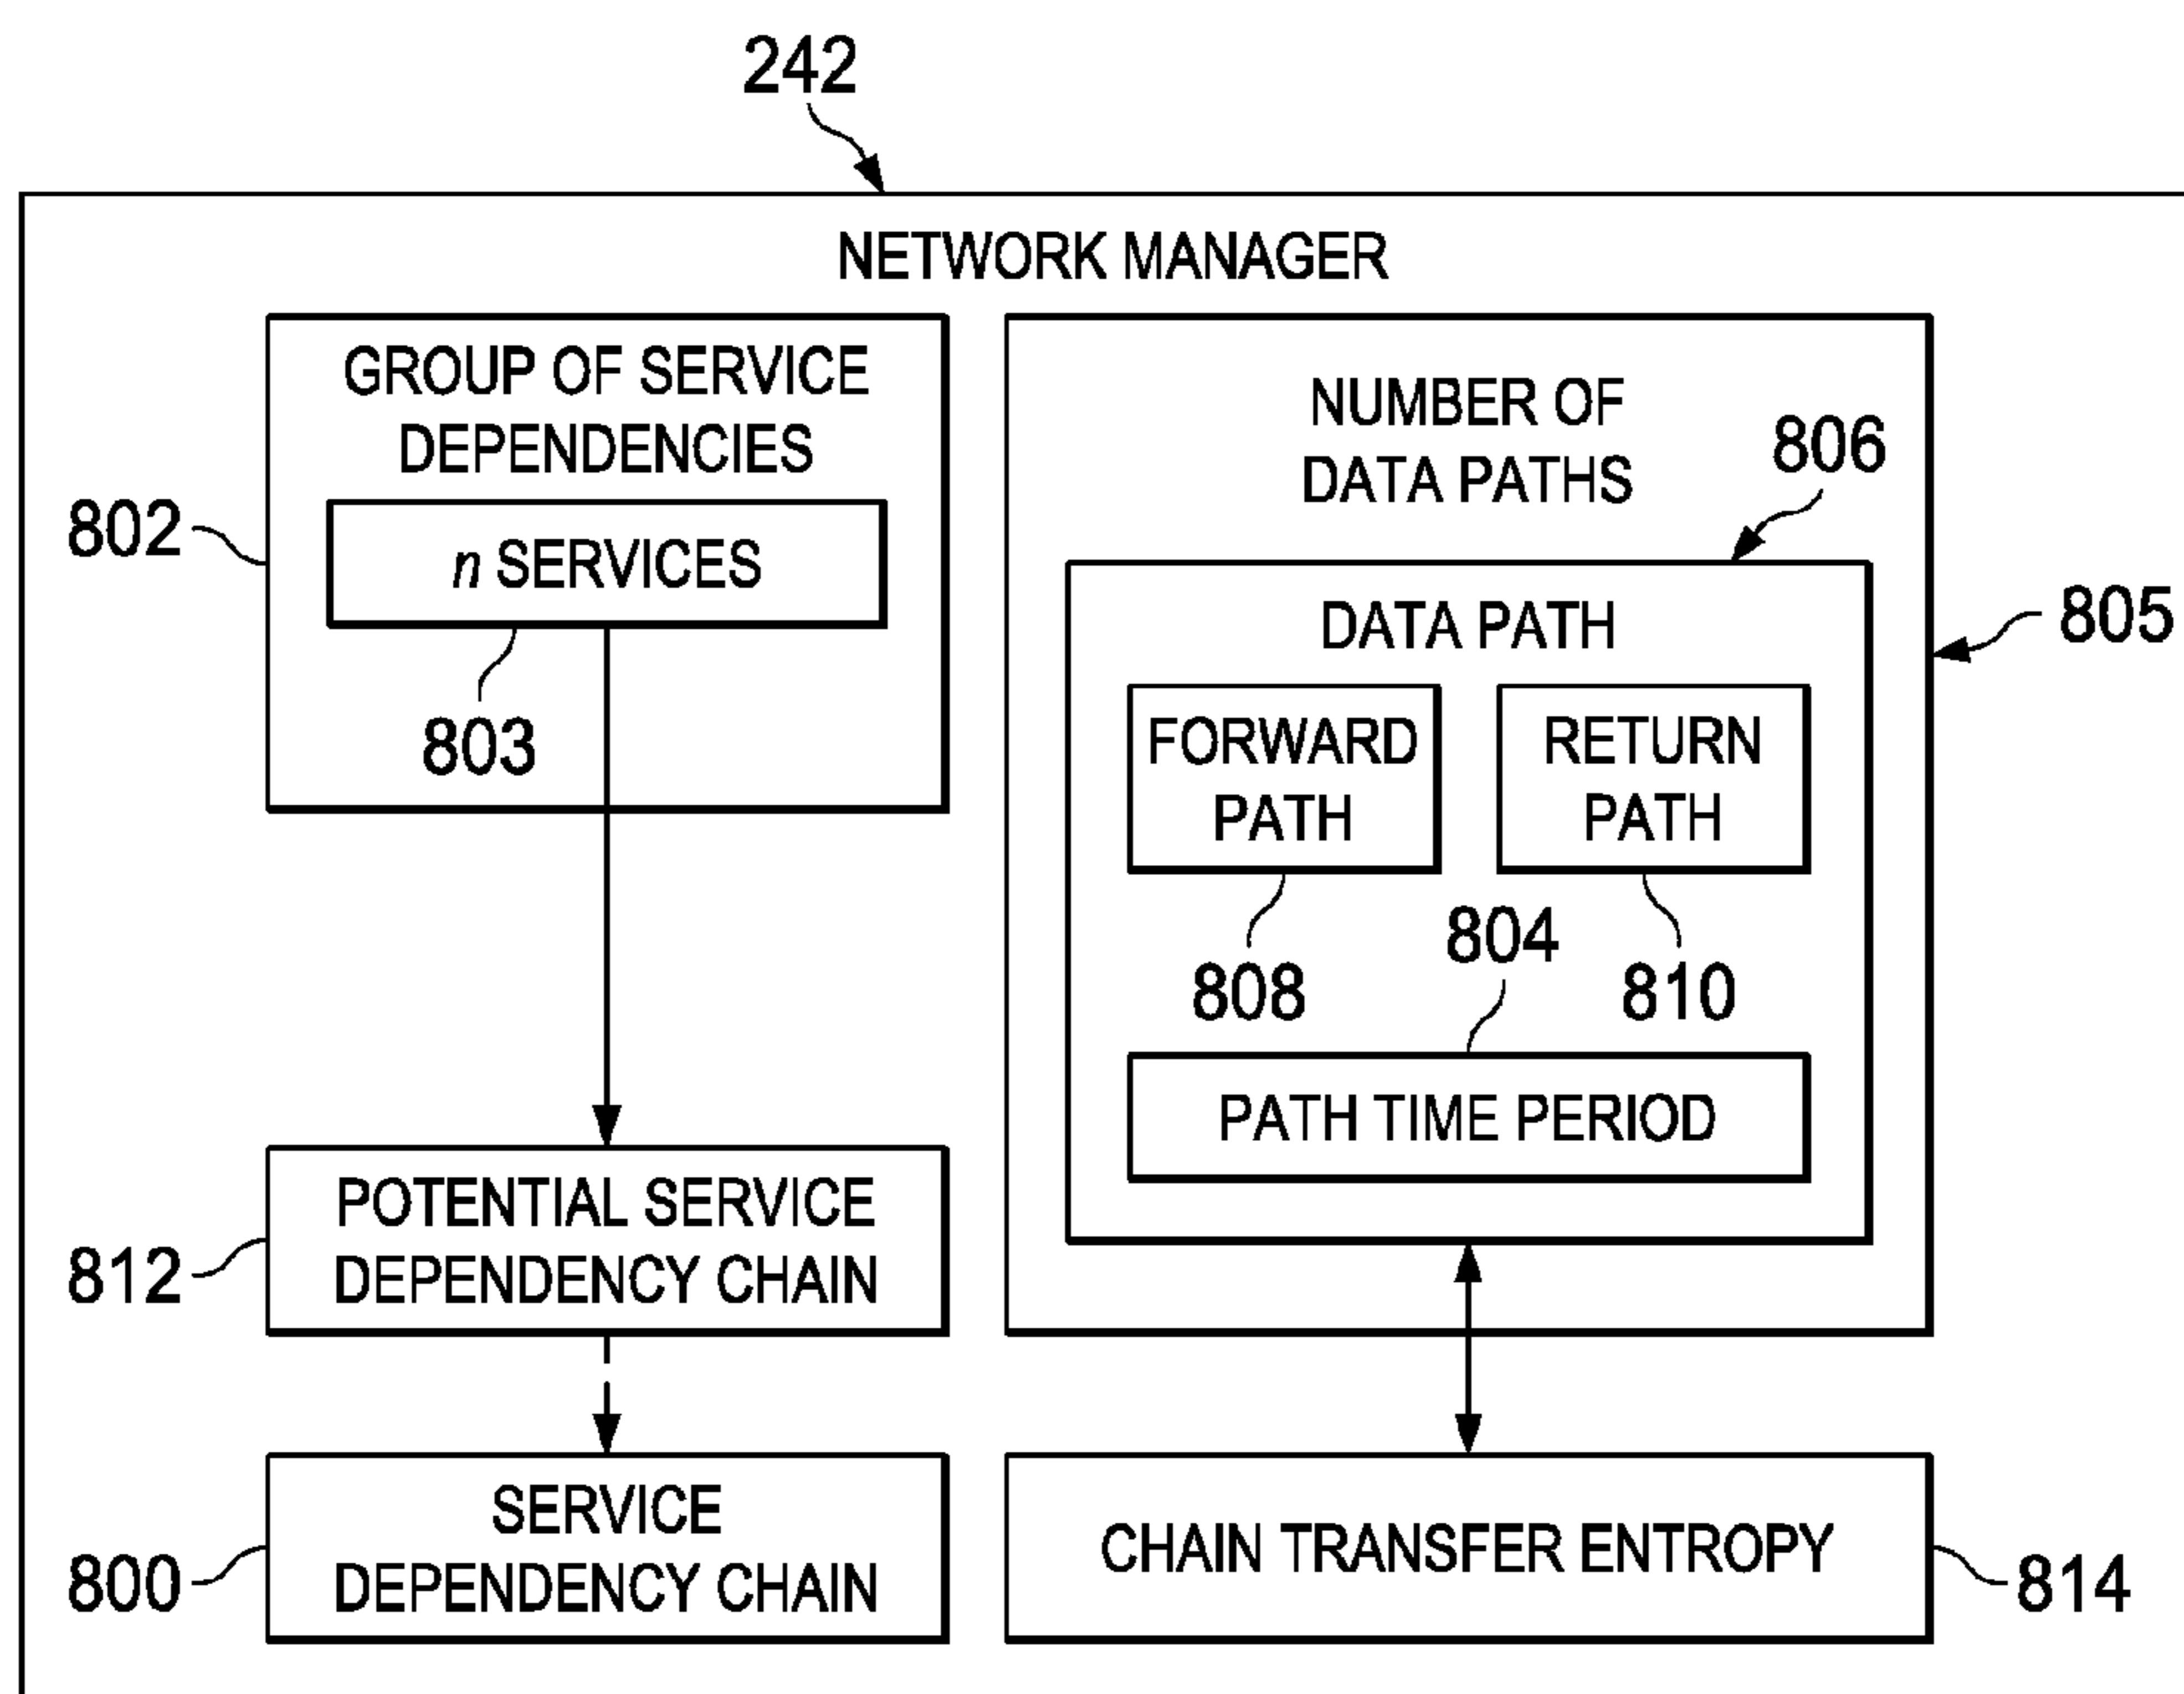 242
NETWORK MANAGER
GROUP OF SERVICE
DEPENDENCIES
802
n SERVICES
803
NUMBER OF
DATA PATHS
806
805
DATA PATH
FORWARD
PATH
RETURN
PATH
808
804
810
PATH TIME PERIOD
POTENTIAL SERVICE
DEPENDENCY CHAIN
812
SERVICE
DEPENDENCY CHAIN
800
CHAIN TRANSFER ENTROPY
814